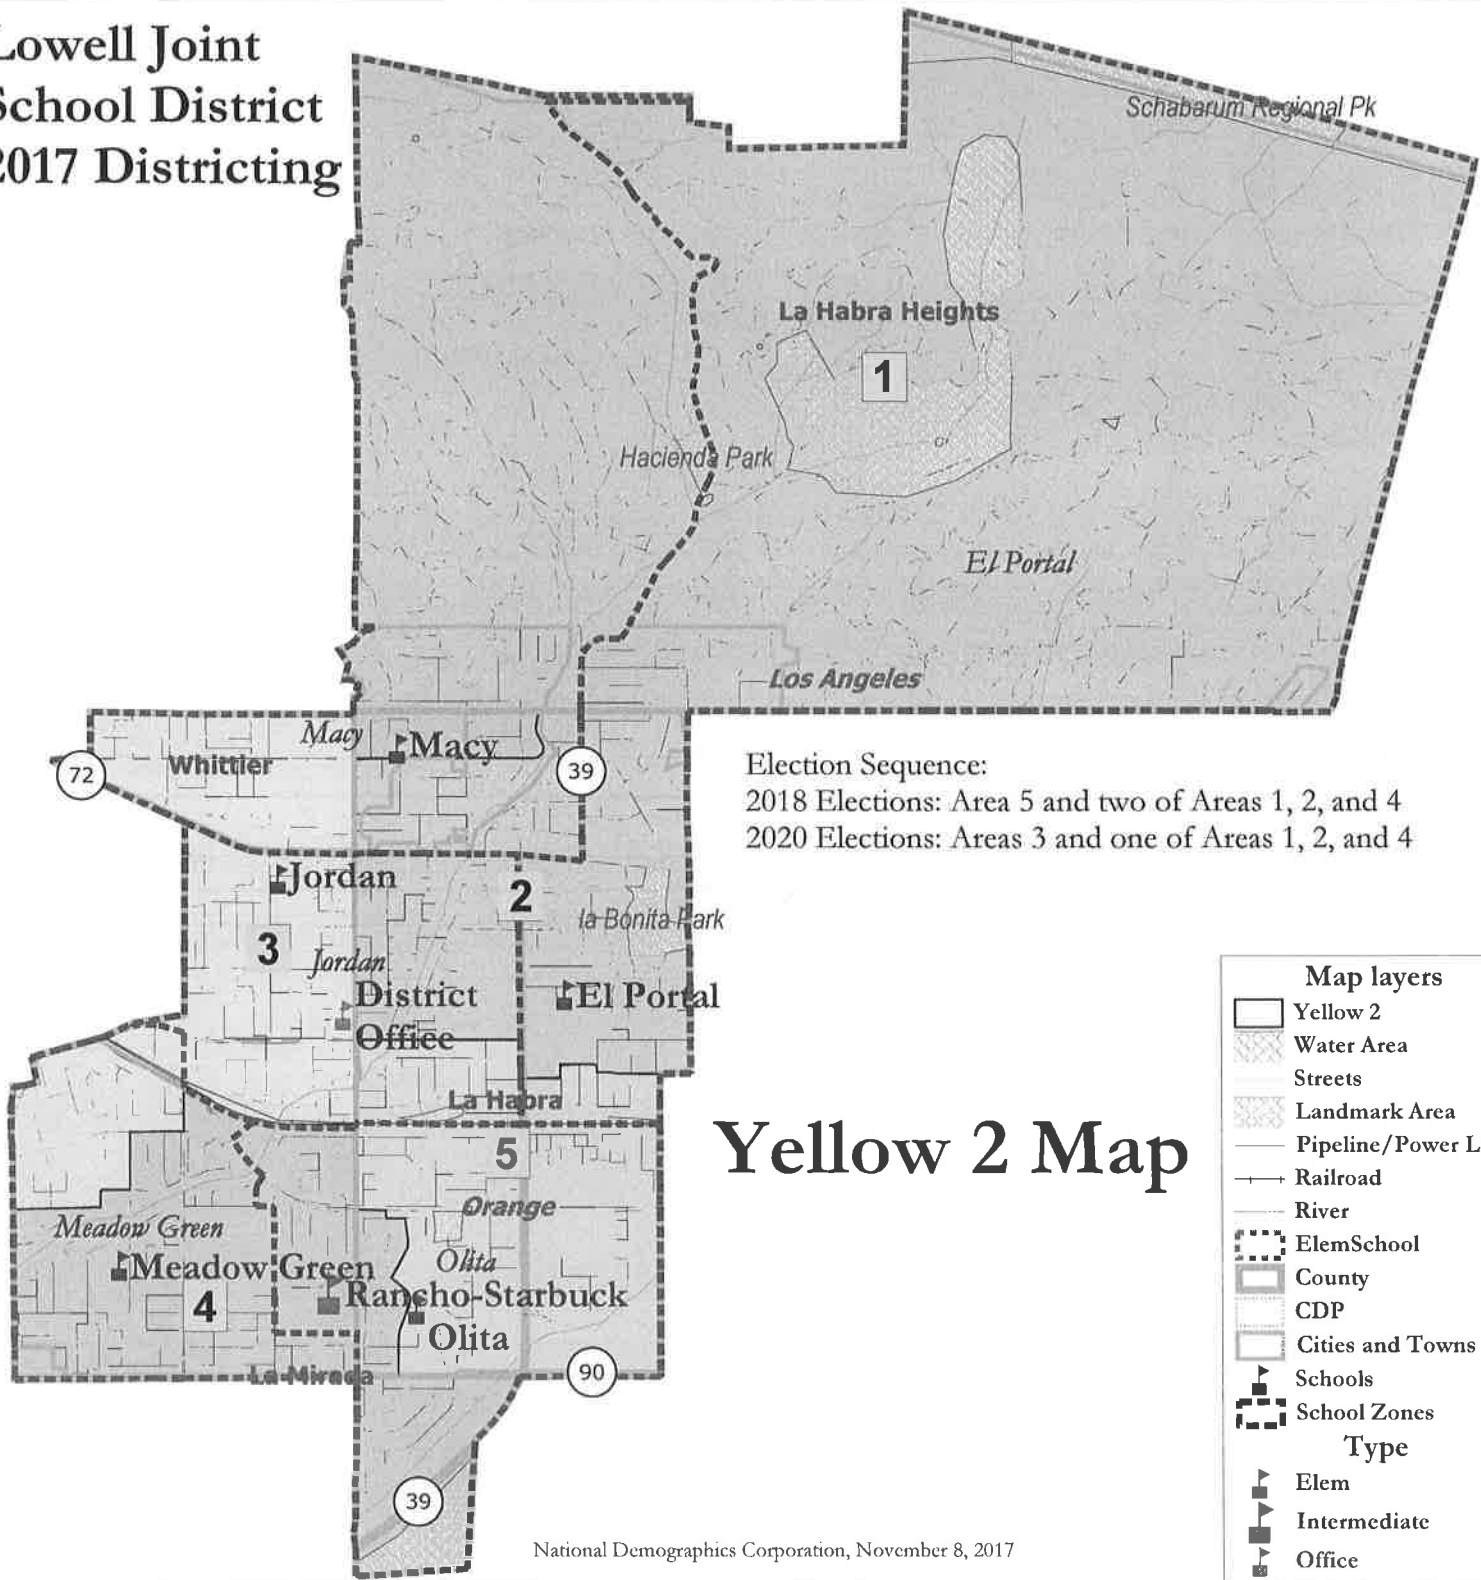 Lowell Joint
School District
2017 Districting
Schabarum Regional Pk
La Habra Heights
1
Hacienda Park
El Portal
Los Angeles
Macy
Macy
Whittier
72
39
Election Sequence:
2018 Elections: Area 5 and two of Areas 1, 2, and 4
2020 Elections: Areas 3 and one of Areas 1, 2, and 4
Jordan
2
la Bonita Park
3
Jordan
District
Office
El Portal
La Habra
Yellow 2 Map
5
Orange
Meadow Green
Meadow Green
Olita
Rancho-Starbuck
4
Olita
La Mirada
90
39
National Demographics Corporation, November 8, 2017
Map layers
Yellow 2
Water Area
Streets
Landmark Area
Pipeline/Power L
Railroad
River
ElemSchool
County
CDP
Cities and Towns
Schools
School Zones
Type
Elem
Intermediate
Office